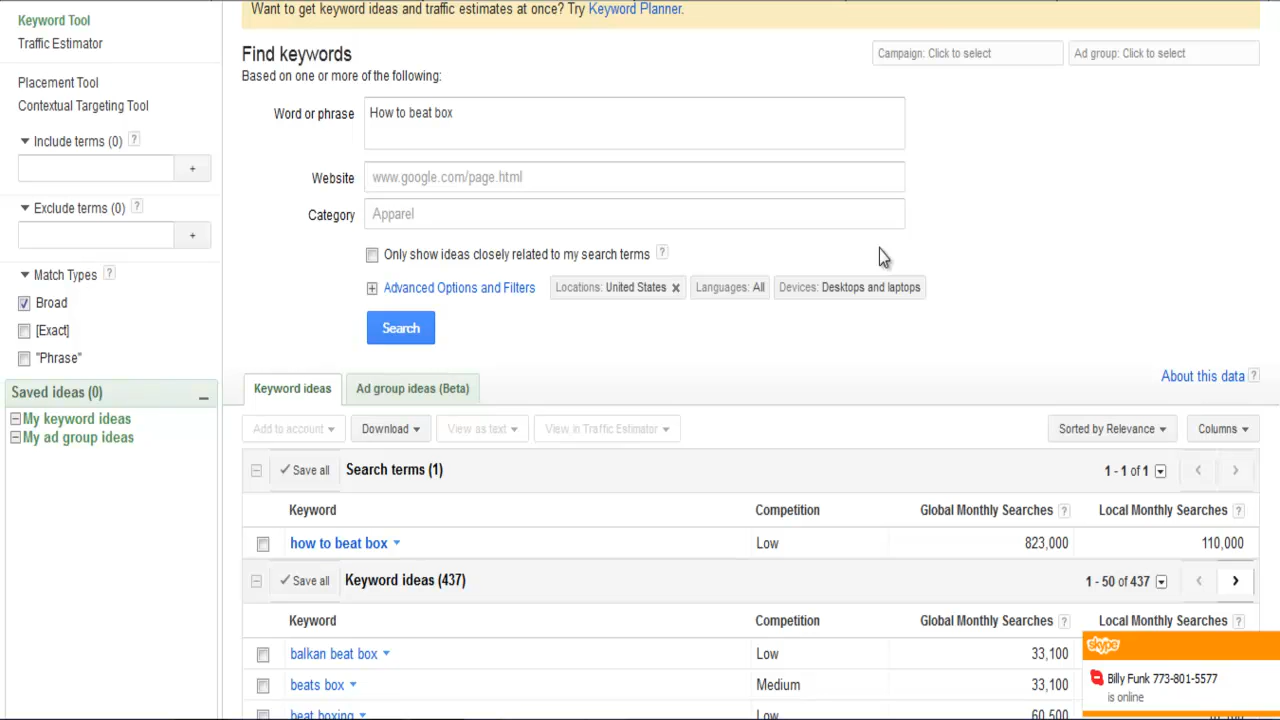 Keyword Tool
Traffic Estimator
Placement Tool
Contextual Targeting Tool
Include terms (0) ?
+
Exclude terms (0) ?
+
Match Types ?
Broad
[Exact]
"Phrase"
Saved ideas (0)
My keyword ideas
My ad group ideas
Want to get keyword ideas and traffic estimates at once? Try Keyword Planner.
Find keywords
Campaign: Click to select Ad group: Click to select
Based on one or more of the following:
Word or phrase How to beat box
Website www.google.com/page.html
Category Apparel
Only show ideas closely related to my search terms ?
Advanced Options and Filters Locations: United States x Languages: All Devices: Desktops and laptops
Search
About this data ?
Keyword ideas Ad group ideas (Beta)
Add to account Download View as text View in Traffic Estimator Sorted by Relevance Columns
Save all Search terms (1) 1 - 1 of 1
Keyword Competition Global Monthly Searches ? Local Monthly Searches ?
how to beat box Low 823,000 110,000
Save all Keyword ideas (437) 1 - 50 of 437
Keyword Competition Global Monthly Searches ? Local Monthly Searches ?
balkan beat box Low 33,100
beats box Medium 33,100
beat boxing Low 60,500
skype
Billy Funk 773-801-5577
is online